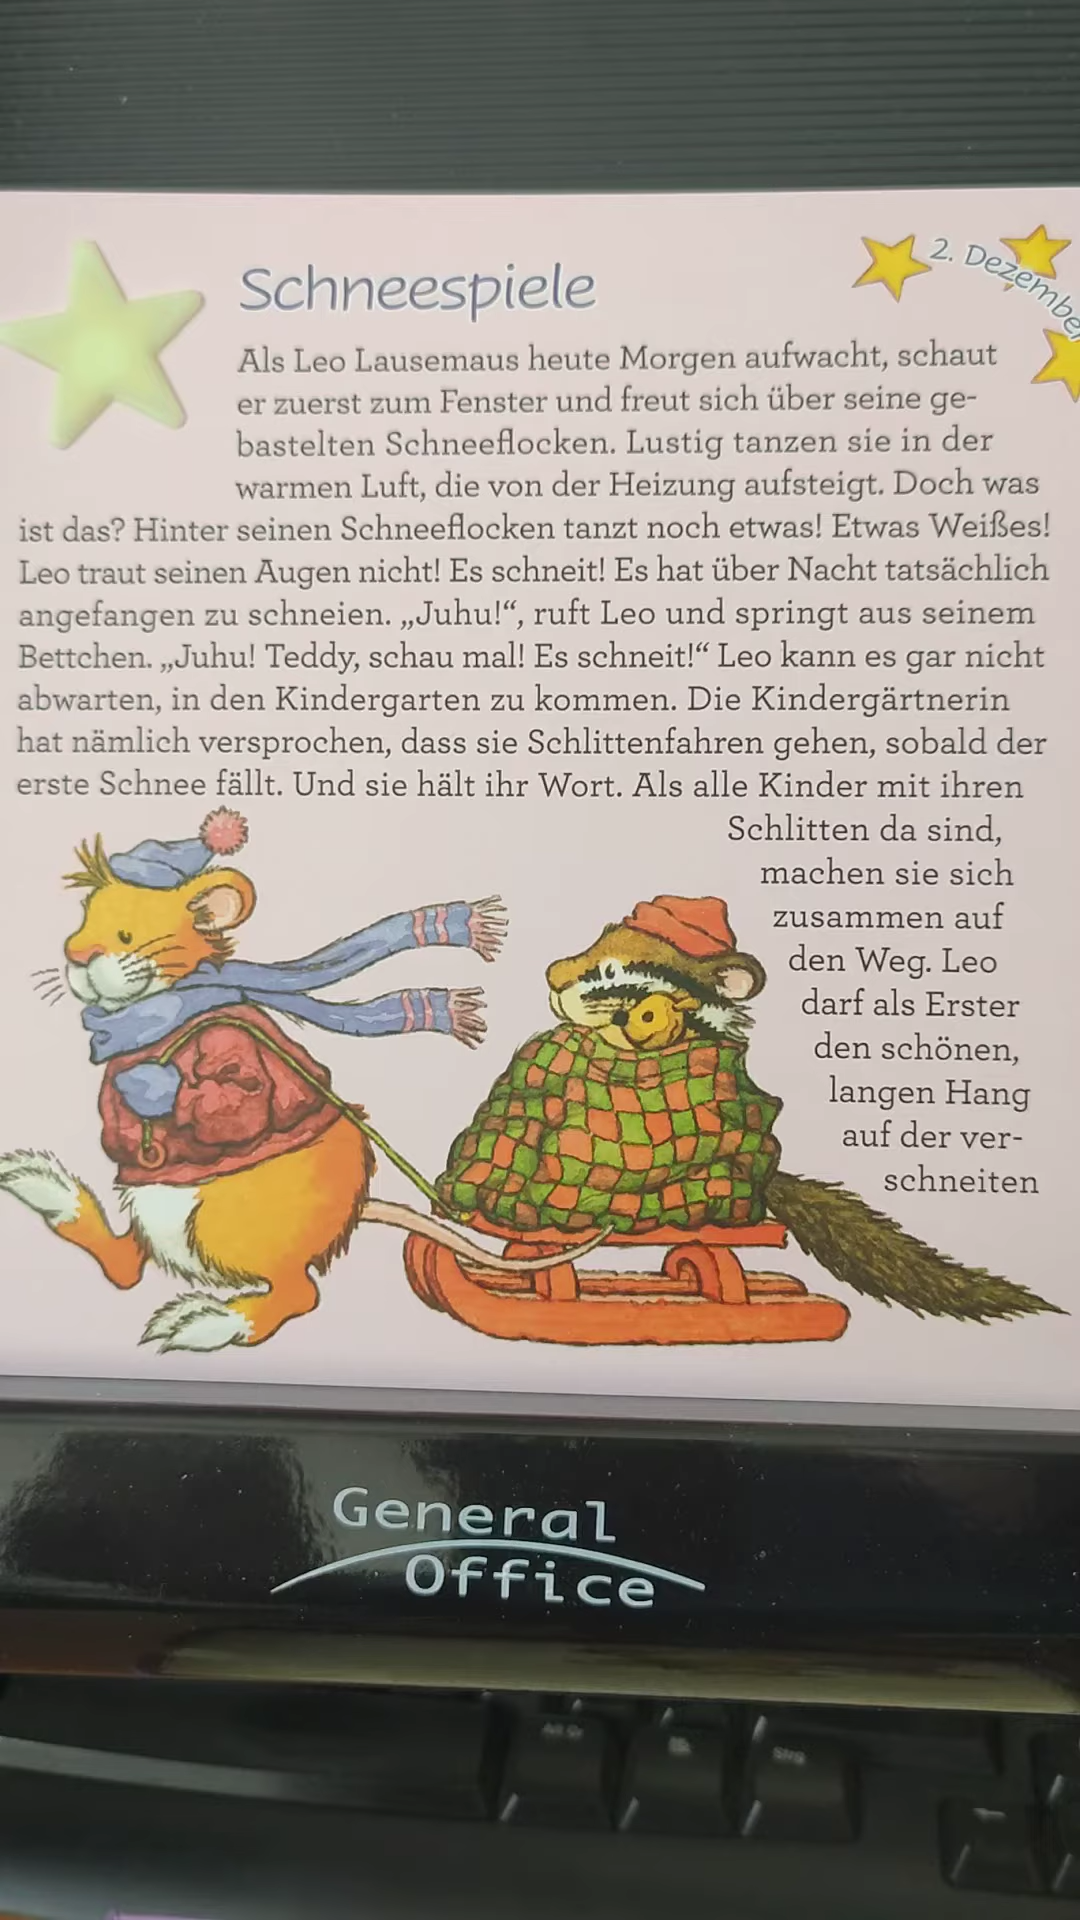 2. Dezember
Schneespiele
Als Leo Lausemaus heute Morgen aufwacht, schaut
er zuerst zum Fenster und freut sich über seine ge-
bastelten Schneeflocken. Lustig tanzen sie in der
warmen Luft, die von der Heizung aufsteigt. Doch was
ist das? Hinter seinen Schneeflocken tanzt noch etwas! Etwas Weißes!
Leo traut seinen Augen nicht! Es schneit! Es hat über Nacht tatsächlich
angefangen zu schneien. „Juhu!“, ruft Leo und springt aus seinem
Bettchen. „Juhu! Teddy, schau mal! Es schneit!“ Leo kann es gar nicht
abwarten, in den Kindergarten zu kommen. Die Kindergärtnerin
hat nämlich versprochen, dass sie Schlittenfahren gehen, sobald der
erste Schnee fällt. Und sie hält ihr Wort. Als alle Kinder mit ihren
Schlitten da sind,
machen sie sich
zusammen auf
den Weg. Leo
darf als Erster
den schönen,
langen Hang
auf der ver-
schneiten
General
Office
Alt Gr
Strg